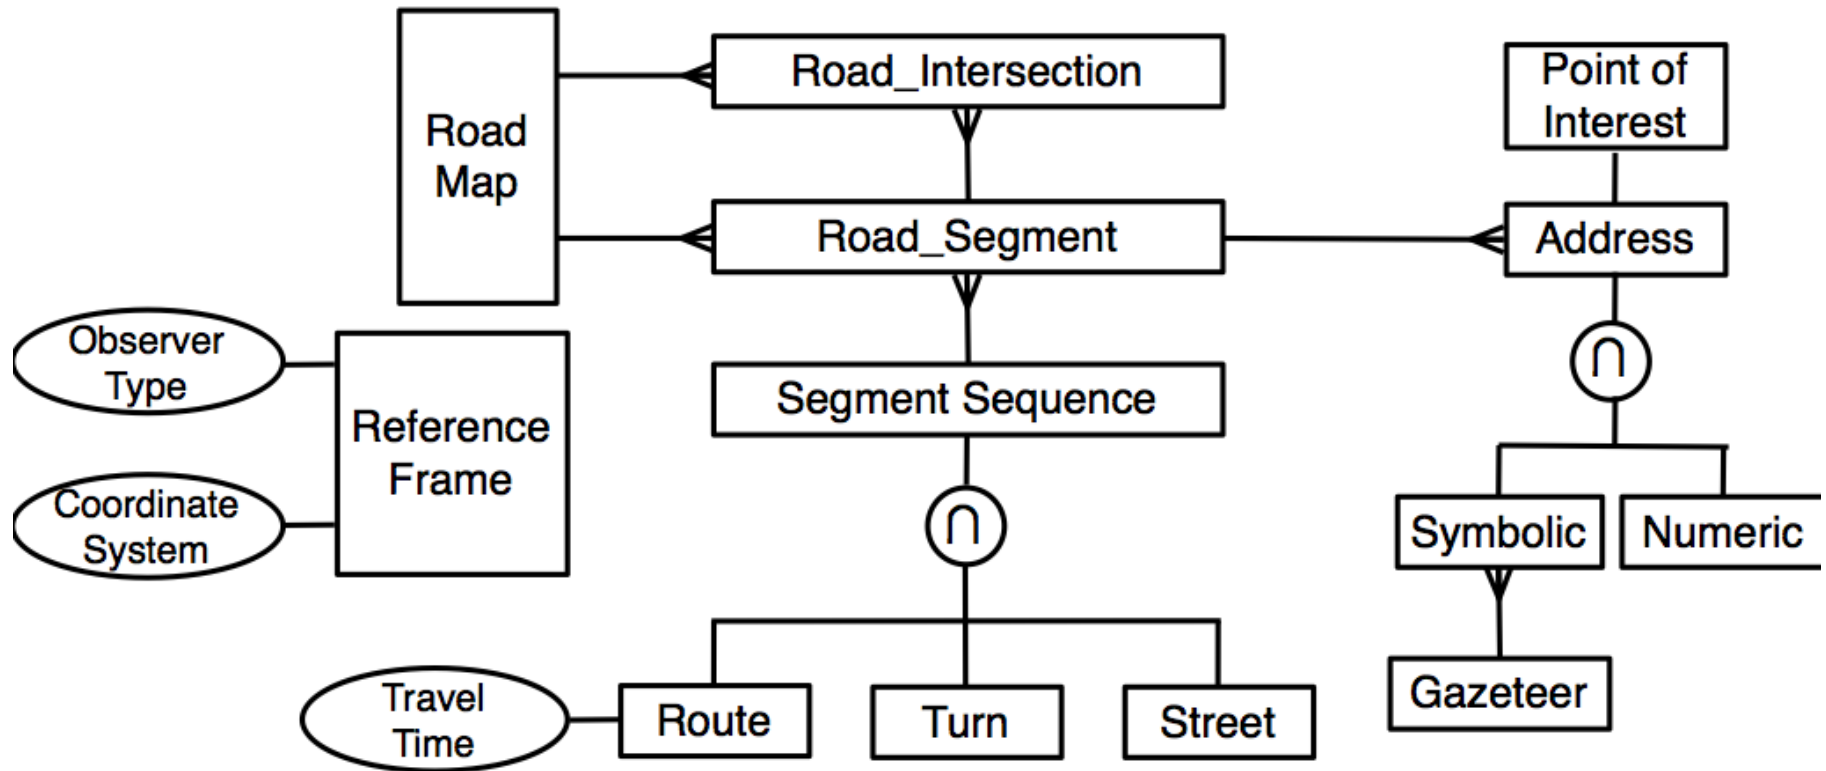 Road
Map
Road_Intersection
Point of
Interest
Road_Segment
Address
Observer
Type
Reference
Frame
Segment Sequence
∩
Coordinate
System
∩
Symbolic
Numeric
Travel
Time
Route
Turn
Street
Gazeteer